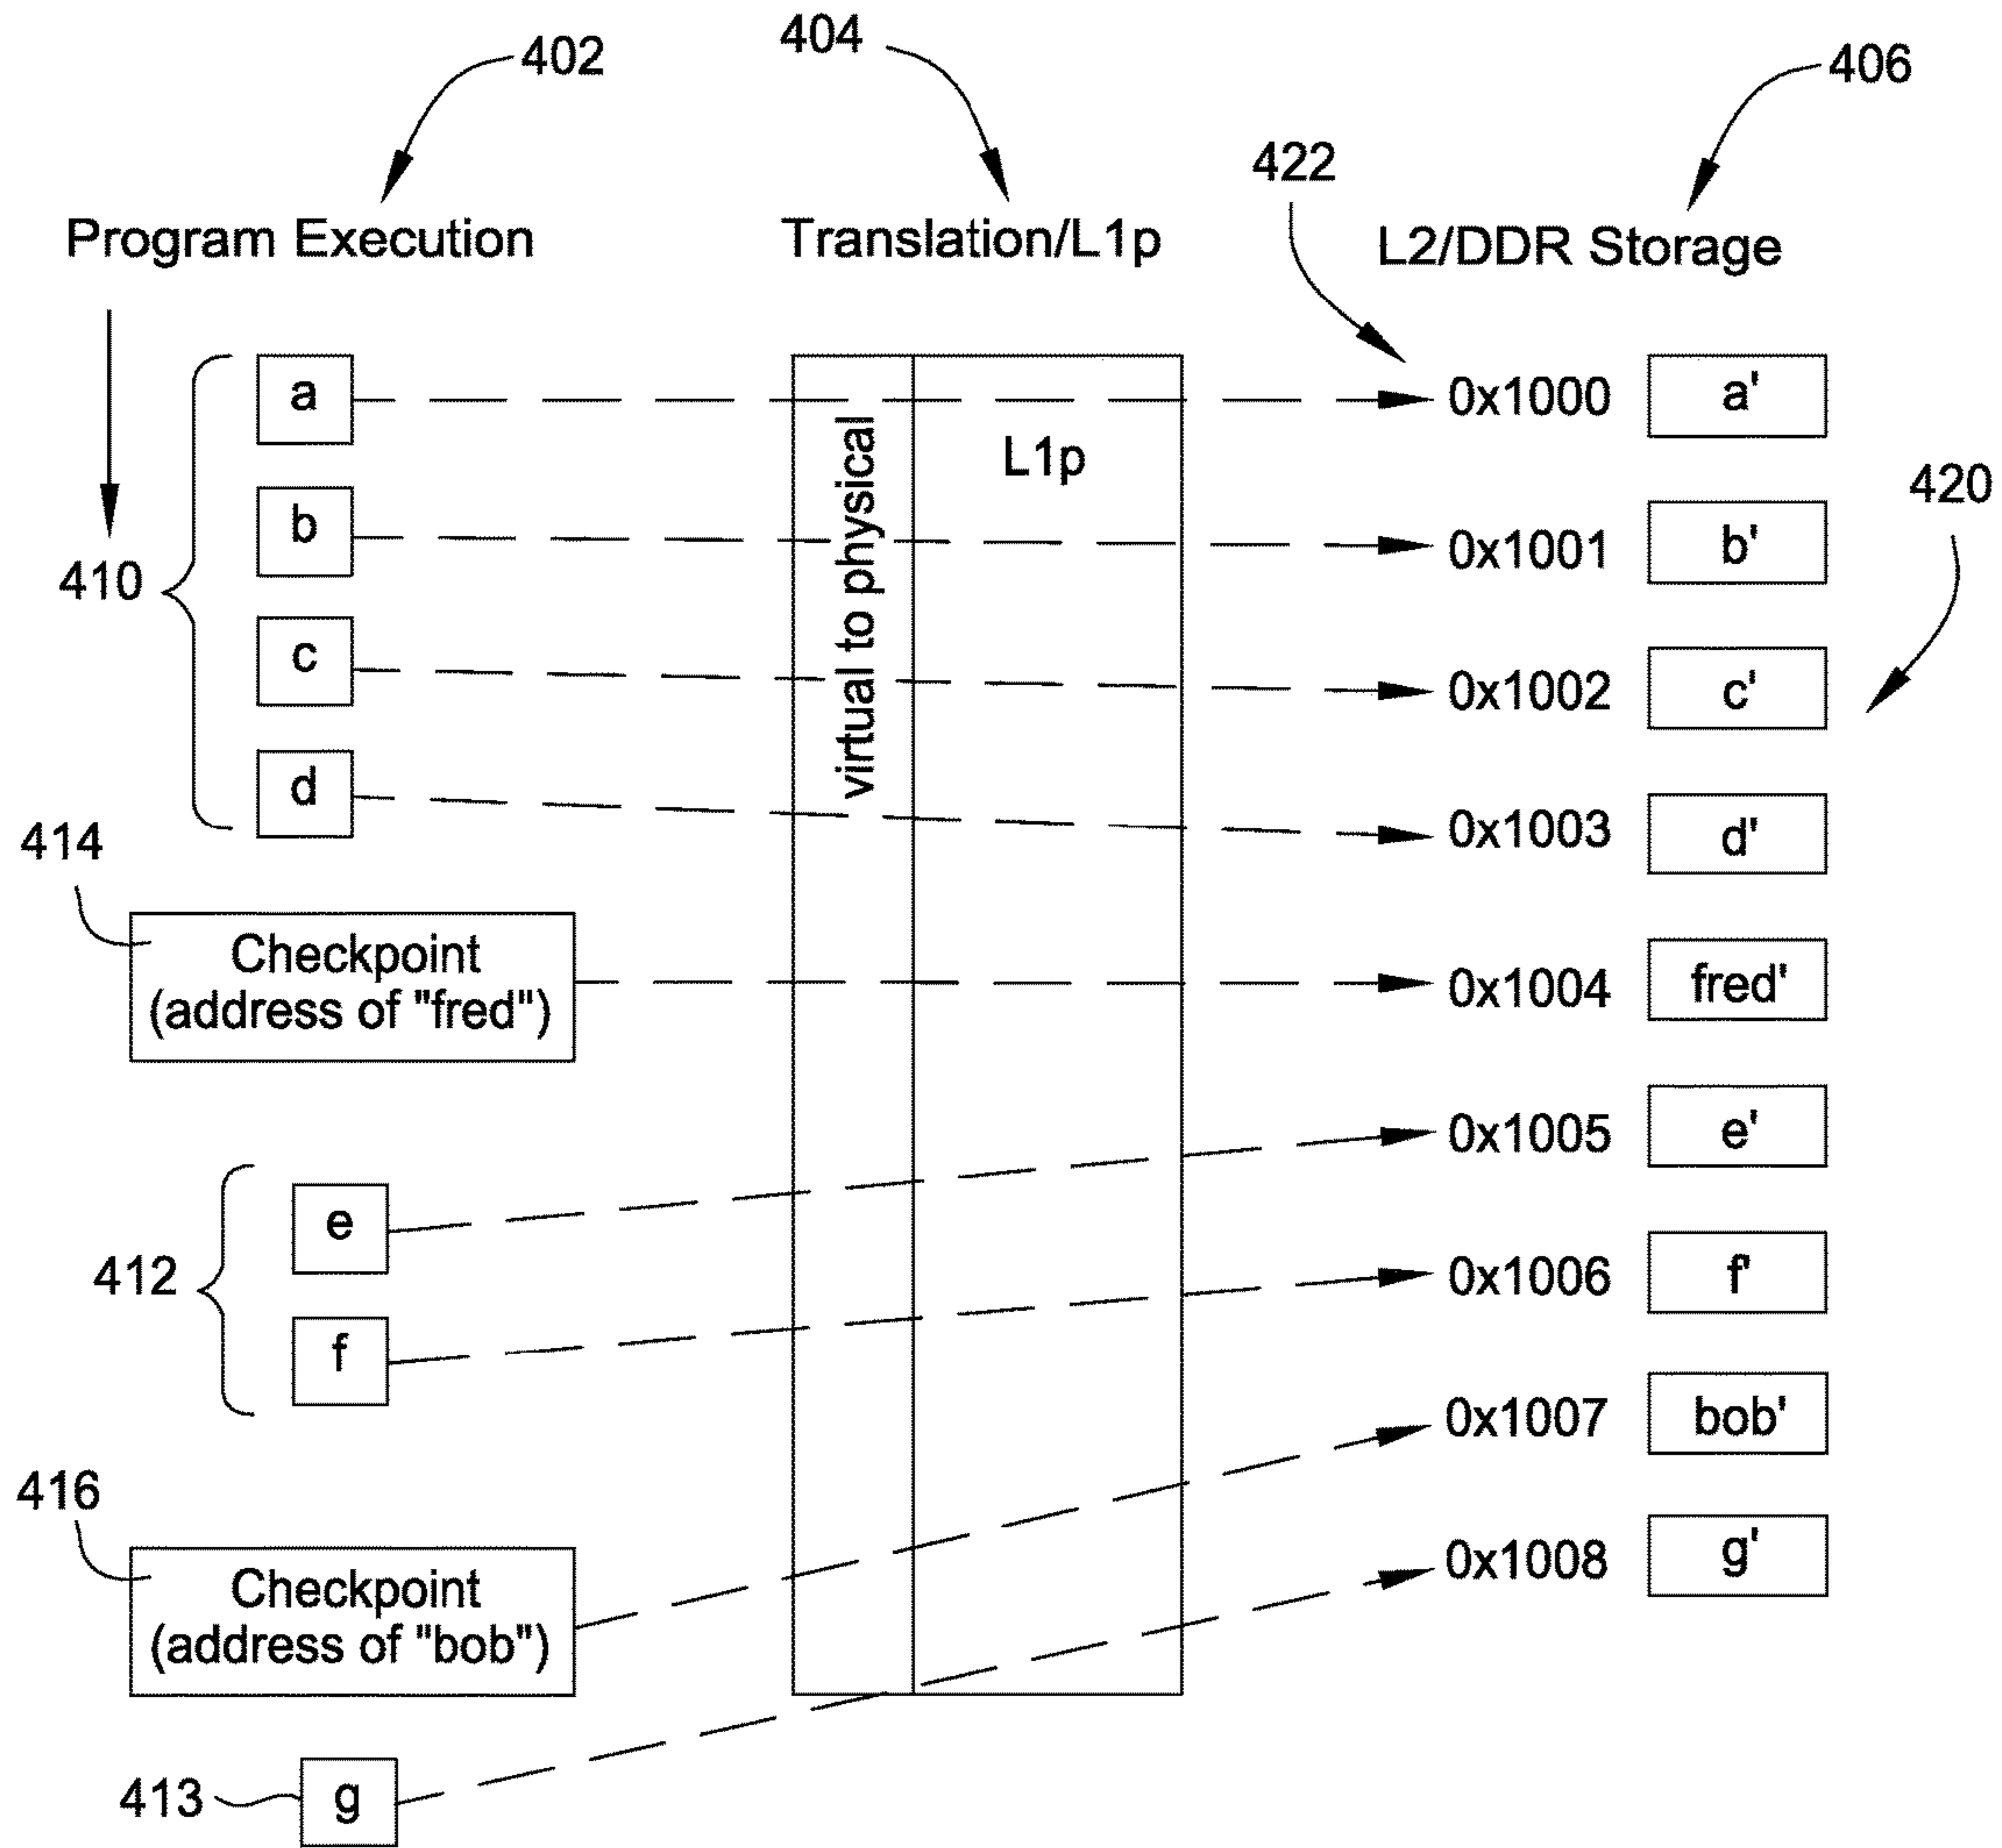 402
404
406
422
Program Execution
Translation/L1p
L2/DDR Storage
a
0x1000
a'
virtual to physical
L1p
420
b
0x1001
b'
410
c
0x1002
c'
d
0x1003
d'
414
Checkpoint
(address of "fred")
0x1004
fred'
0x1005
e'
e
412
0x1006
f'
f
0x1007
bob'
416
0x1008
g'
Checkpoint
(address of "bob")
413
g